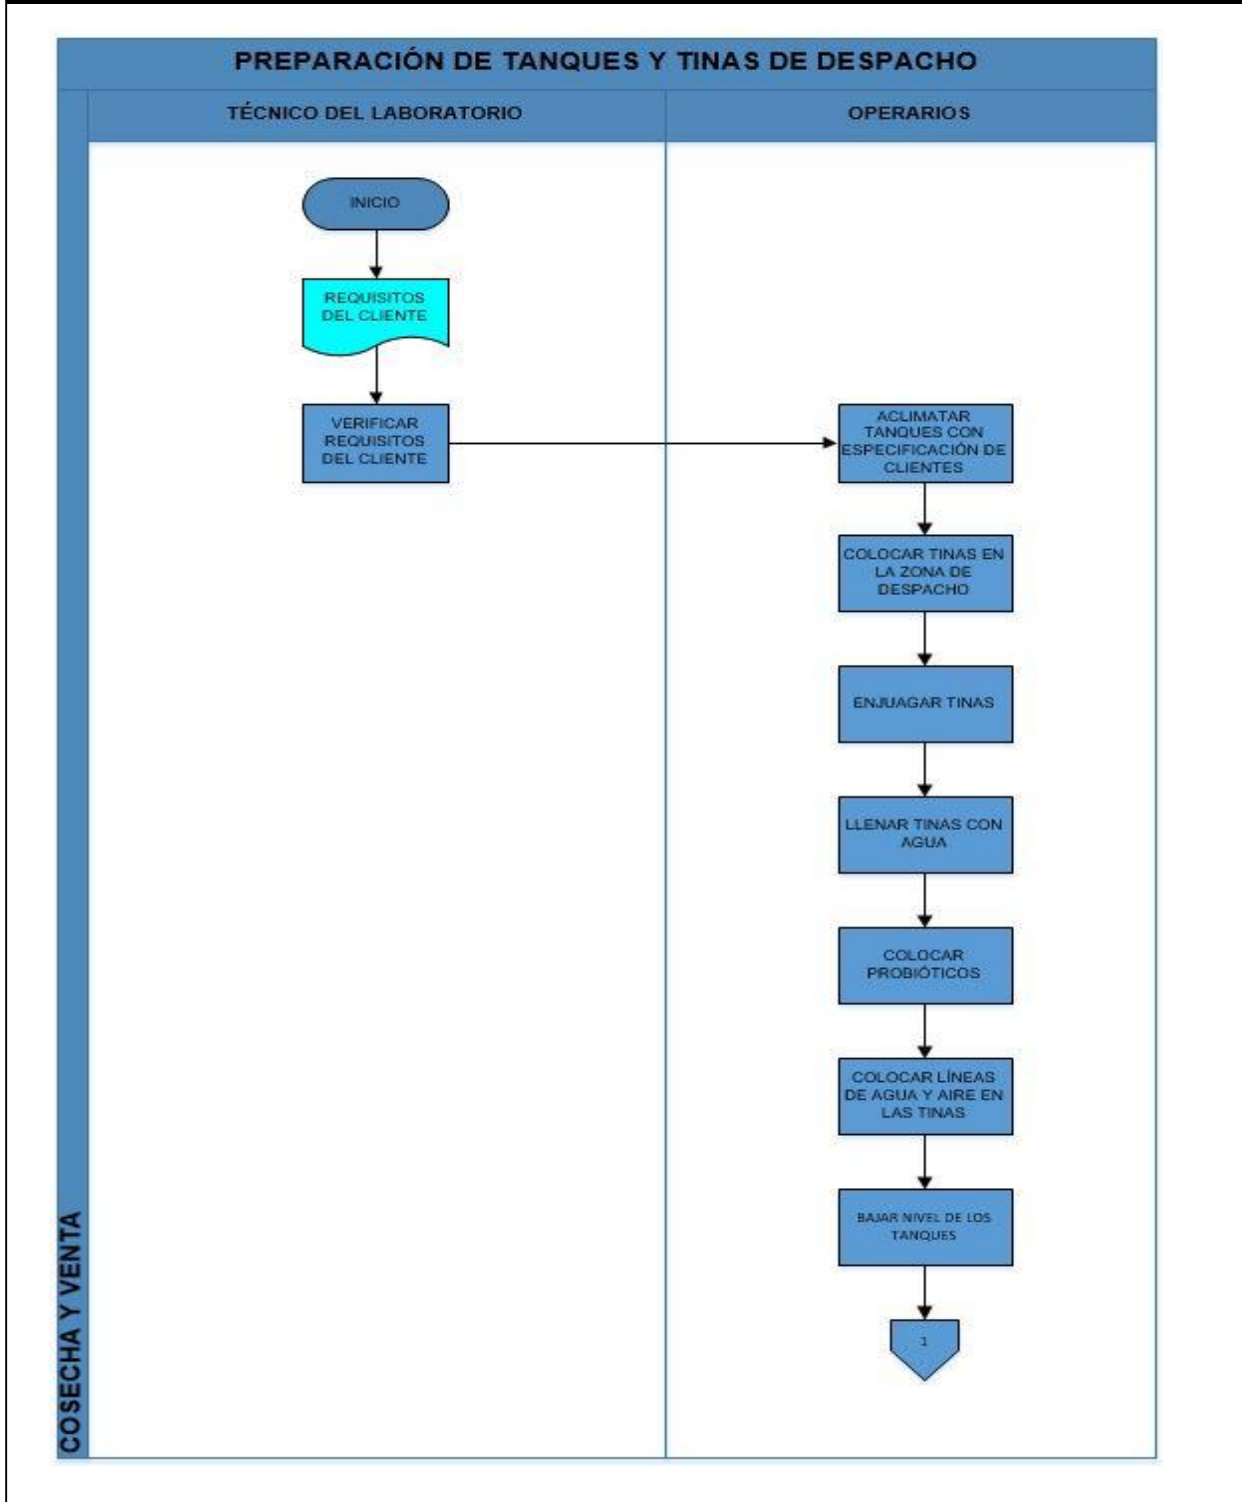 PREPARACIÓN DE TANQUES Y TINAS DE DESPACHO
TÉCNICO DEL LABORATORIO
OPERARIOS
INICIO
REQUISITOS
DEL CLIENTE
VERIFICAR
REQUISITOS
DEL CLIENTE
ACLIMATAR
TANQUES CON
ESPECIFICACIÓN DE
CLIENTES
COLOCAR TINAS EN
LA ZONA DE
DESPACHO
ENJUAGAR TINAS
LLENAR TINAS CON
AGUA
COLOCAR
PROBIÓTICOS
COLOCAR LÍNEAS
DE AGUA Y AIRE EN
LAS TINAS
BAJAR NIVEL DE LOS
TANQUES
1
COSECHA Y VENTA